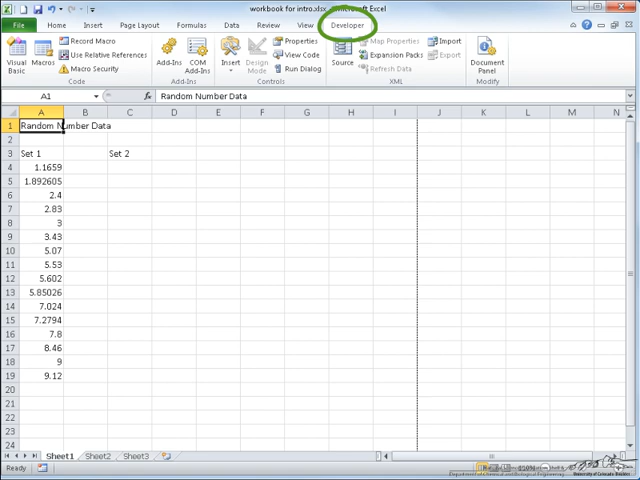 workbook for intro.xlsx - Microsoft Excel
File Home Insert Page Layout Formulas Data Review View Developer
Visual Basic
Macros
Record Macro
Use Relative References
Macro Security
Code
Add-Ins
COM Add-Ins
Add-Ins
Insert
Design Mode
Properties
View Code
Run Dialog
Controls
Source
Map Properties
Expansion Packs
Refresh Data
Import
Export
XML
Document Panel
Modify
A1 fx Random Number Data
A B C D E F G H I J K L M N
1 Random Number Data
2
3 Set 1 Set 2
4 1.1659
5 1.892605
6 2.4
7 2.83
8 3
9 3.43
10 5.07
11 5.53
12 5.602
13 5.85026
14 7.024
15 7.2794
16 7.8
17 8.46
18 9
19 9.12
20
21
22
23
24
Sheet1 Sheet2 Sheet3
Ready